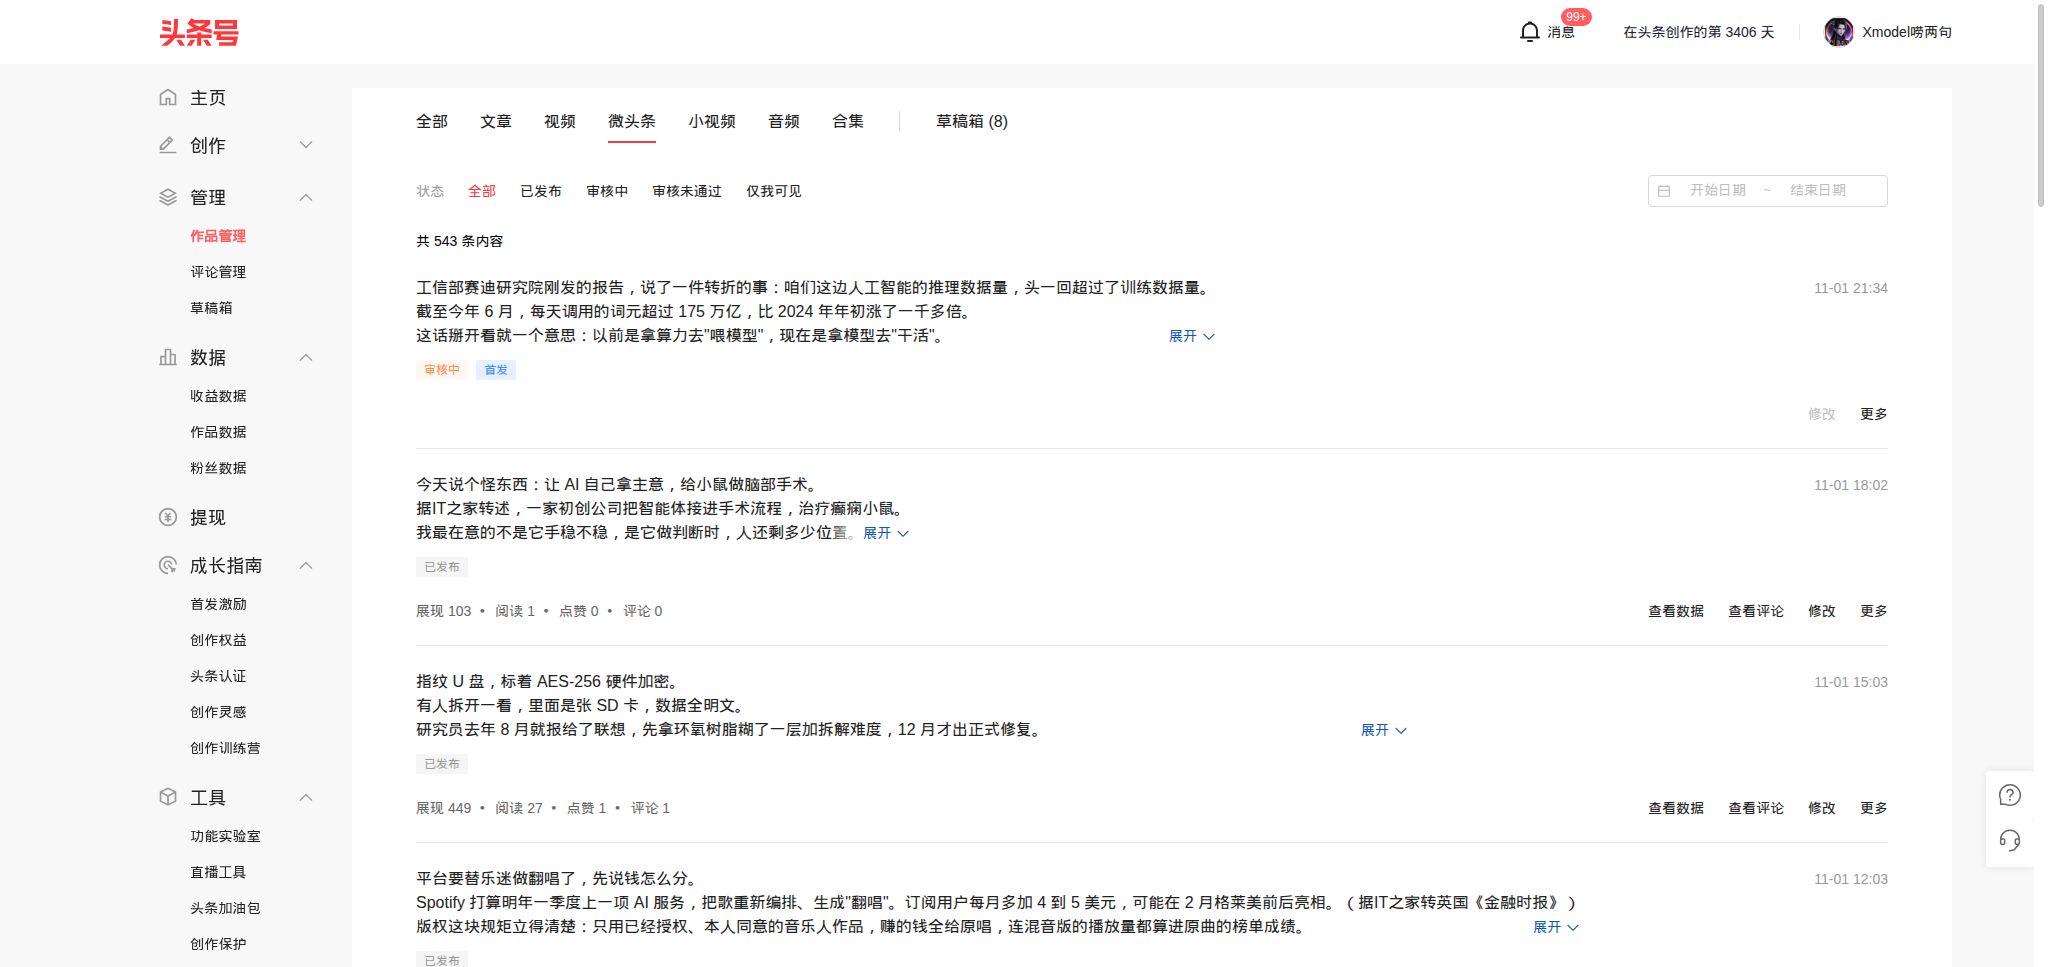 头条号
99+
消息
在头条创作的第 3406 天
Xmodel唠两句
主页
创作
管理
作品管理
评论管理
草稿箱
数据
收益数据
作品数据
粉丝数据
提现
成长指南
首发激励
创作权益
头条认证
创作灵感
创作训练营
工具
功能实验室
直播工具
头条加油包
创作保护
全部 文章 视频 微头条 小视频 音频 合集 草稿箱 (8)
状态 全部 已发布 审核中 审核未通过 仅我可见
开始日期 ~ 结束日期
共 543 条内容
工信部赛迪研究院刚发的报告，说了一件转折的事：咱们这边人工智能的推理数据量，头一回超过了训练数据量。
11-01 21:34
截至今年 6 月，每天调用的词元超过 175 万亿，比 2024 年年初涨了一千多倍。
这话掰开看就一个意思：以前是拿算力去"喂模型"，现在是拿模型去"干活"。 展开
审核中 首发
修改 更多
今天说个怪东西：让 AI 自己拿主意，给小鼠做脑部手术。
11-01 18:02
据IT之家转述，一家初创公司把智能体接进手术流程，治疗癫痫小鼠。
我最在意的不是它手稳不稳，是它做判断时，人还剩多少位置。 展开
已发布
展现 103 • 阅读 1 • 点赞 0 • 评论 0
查看数据 查看评论 修改 更多
指纹 U 盘，标着 AES-256 硬件加密。
11-01 15:03
有人拆开一看，里面是张 SD 卡，数据全明文。
研究员去年 8 月就报给了联想，先拿环氧树脂糊了一层加拆解难度，12 月才出正式修复。 展开
已发布
展现 449 • 阅读 27 • 点赞 1 • 评论 1
查看数据 查看评论 修改 更多
平台要替乐迷做翻唱了，先说钱怎么分。
11-01 12:03
Spotify 打算明年一季度上一项 AI 服务，把歌重新编排、生成"翻唱"。订阅用户每月多加 4 到 5 美元，可能在 2 月格莱美前后亮相。（据IT之家转英国《金融时报》）
版权这块规矩立得清楚：只用已经授权、本人同意的音乐人作品，赚的钱全给原唱，连混音版的播放量都算进原曲的榜单成绩。 展开
已发布